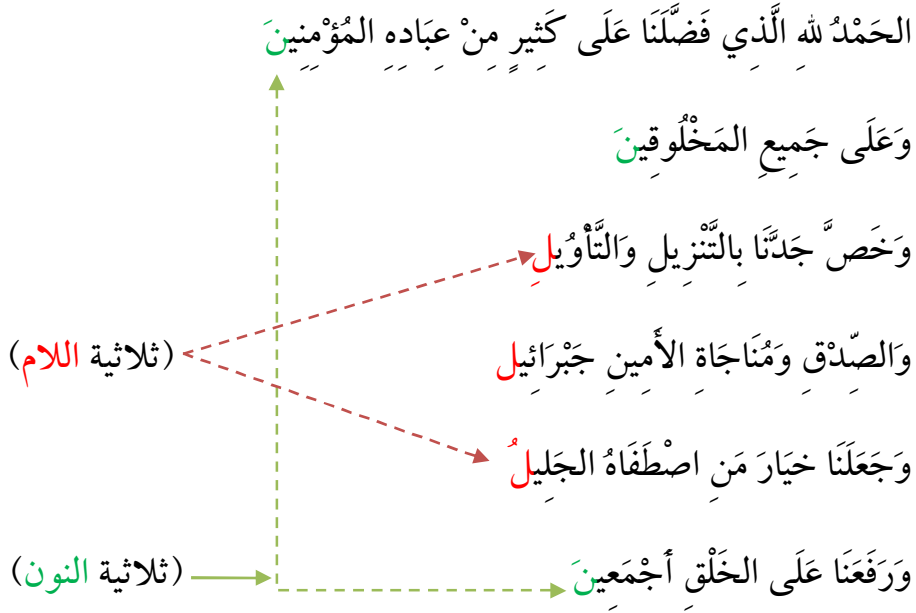 الحَمْدُ للهِ الَّذِي فَضَّلَنَا عَلَى كَثِيرٍ مِنْ عِبَادِهِ المُؤْمِنِينَ
وَعَلَى جَمِيعِ المَخْلُوقِينَ
وَخَصَّ جَدَّنَا بِالتَّنْزِيلِ وَالتَّأْوُيلِ
وَالصِّدْقِ وَمُنَاجَاةِ الأَمِينِ جَبْرَائِيل
(ثلاثية اللام)
وَجَعَلَنَا خيَارَ مَنِ اصْطَفَاهُ الجَلِيلُ
وَرَفَعَنَا عَلَى الخَلْقِ أَجْمَعِينَ
(ثلاثية النون)